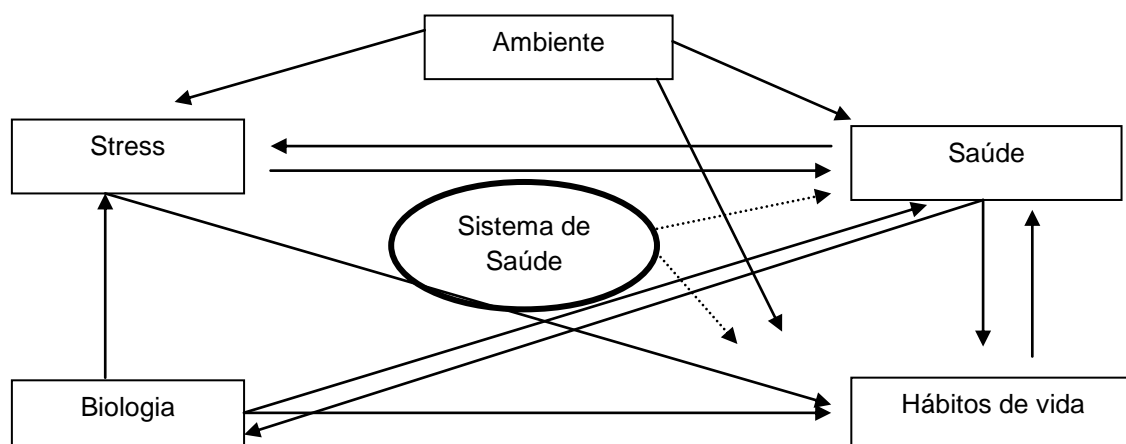 Ambiente
Stress
Saúde
Sistema de
Saúde
Biologia
Hábitos de vida